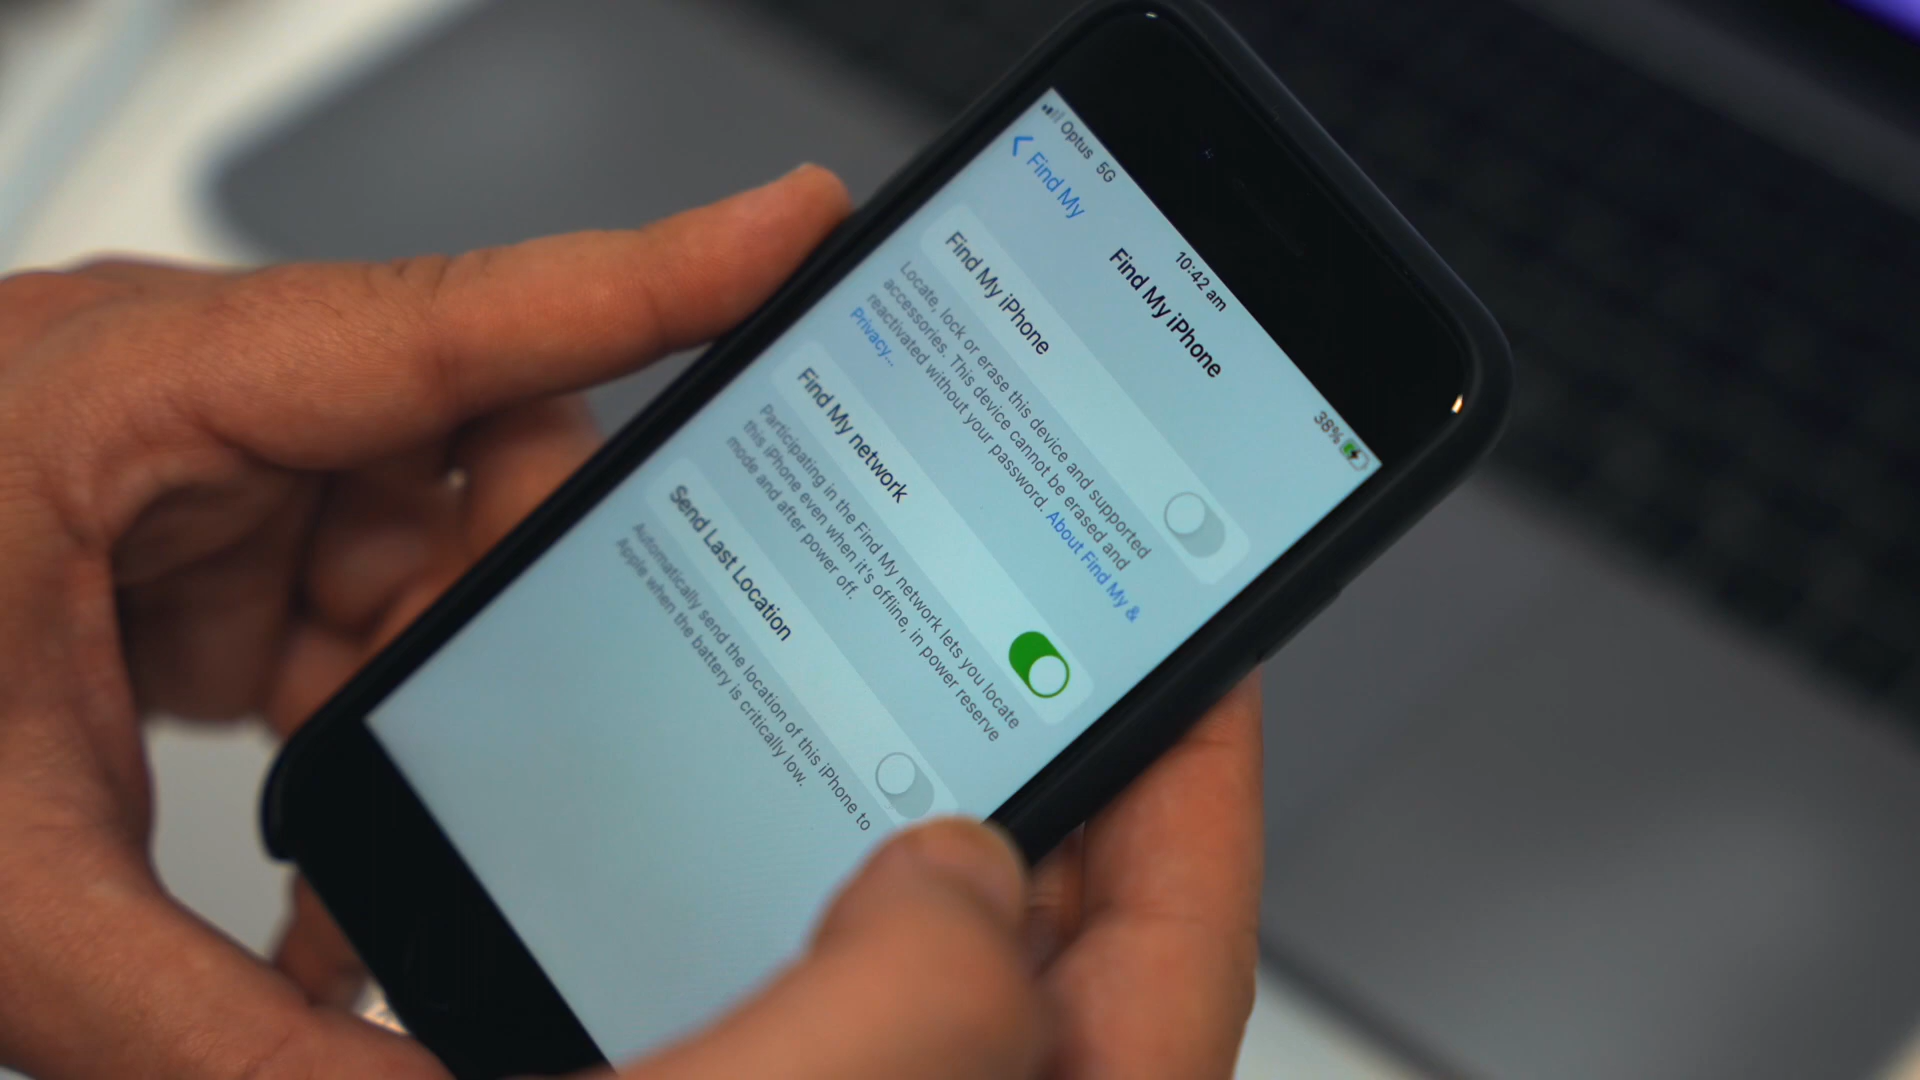 Optus 5G
10:42 am
38%
Find My
Find My iPhone
Find My iPhone
Locate, lock or erase this device and supported
accessories. This device cannot be erased and
reactivated without your password. About Find My &
Privacy...
Find My network
Participating in the Find My network lets you locate
this iPhone even when it's offline, in power reserve
mode and after power off.
Send Last Location
Automatically send the location of this iPhone to
Apple when the battery is critically low.